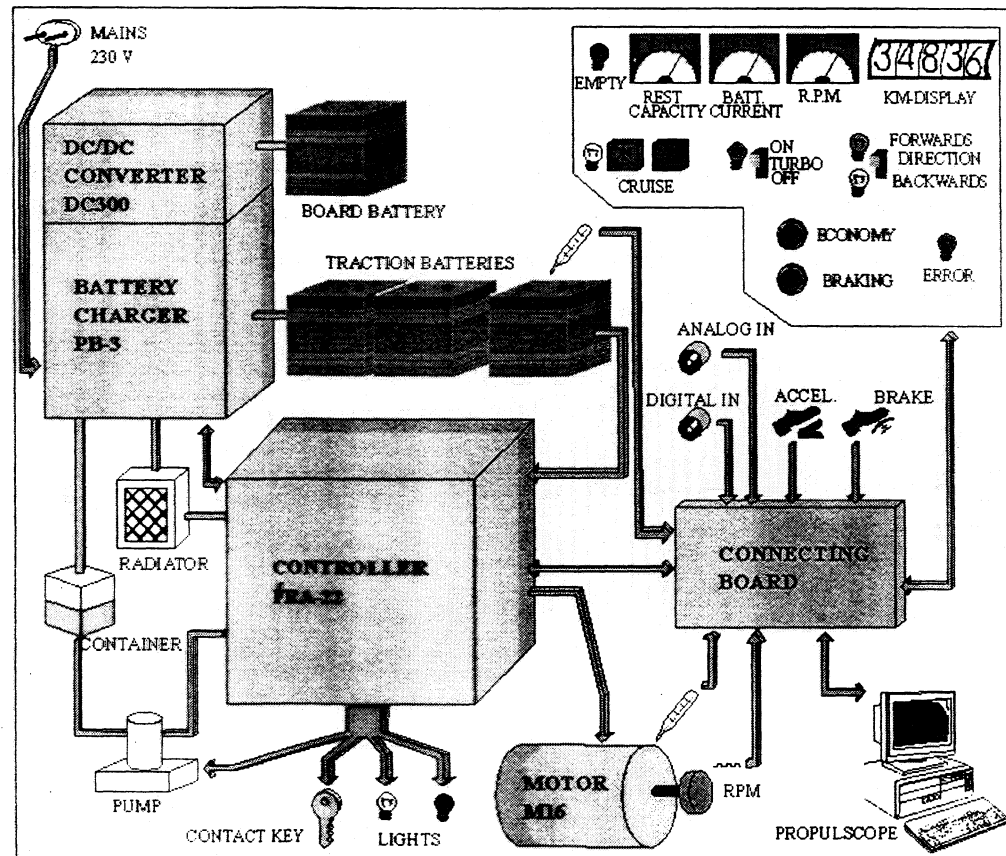 MAINS
230 V
EMPTY
REST
CAPACITY
BATT.
CURRENT
R.P.M.
34836
KM-DISPLAY
DC/DC
CONVERTER
DC300
BOARD BATTERY
CRUISE
ON
TURBO
OFF
FORWARDS
DIRECTION
BACKWARDS
ECONOMY
BRAKING
ERROR
BATTERY
CHARGER
PB-3
TRACTION BATTERIES
ANALOG IN
DIGITAL IN
ACCEL.
BRAKE
RADIATOR
CONTROLLER
CONNECTING
BOARD
CONTAINER
PUMP
CONTACT KEY
LIGHTS
MOTOR
M16
RPM
PROPULSCOPE